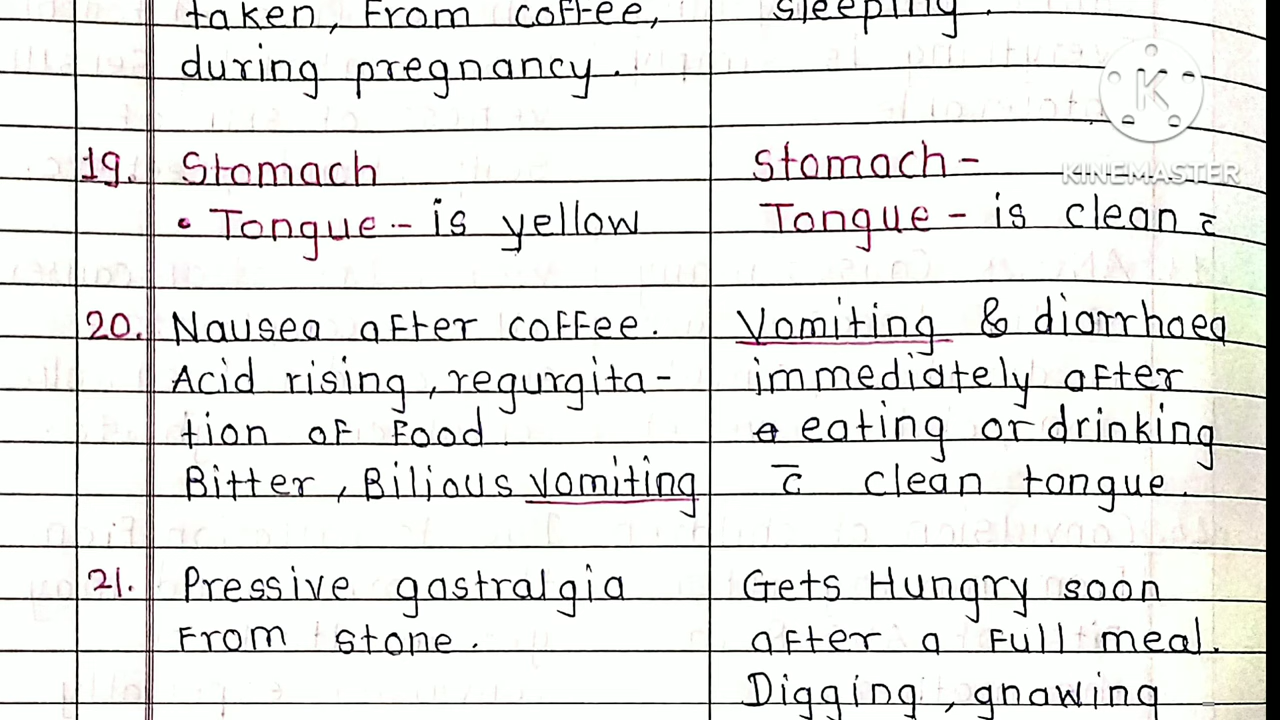 taken, From coffee,
during pregnancy.
sleeping.
19. Stomach
• Tongue - is yellow
Stomach -
Tongue - is clean c̄
20. Nausea after coffee.
Acid rising, regurgita-
tion of Food.
Bitter, Bilious vomiting
Vomiting & diarrhoea
immediately after
eating or drinking
c̄ clean tongue.
21. Pressive gastralgia
From stone.
Gets Hungry soon
after a Full meal.
Digging, gnawing
K
KINEMASTER